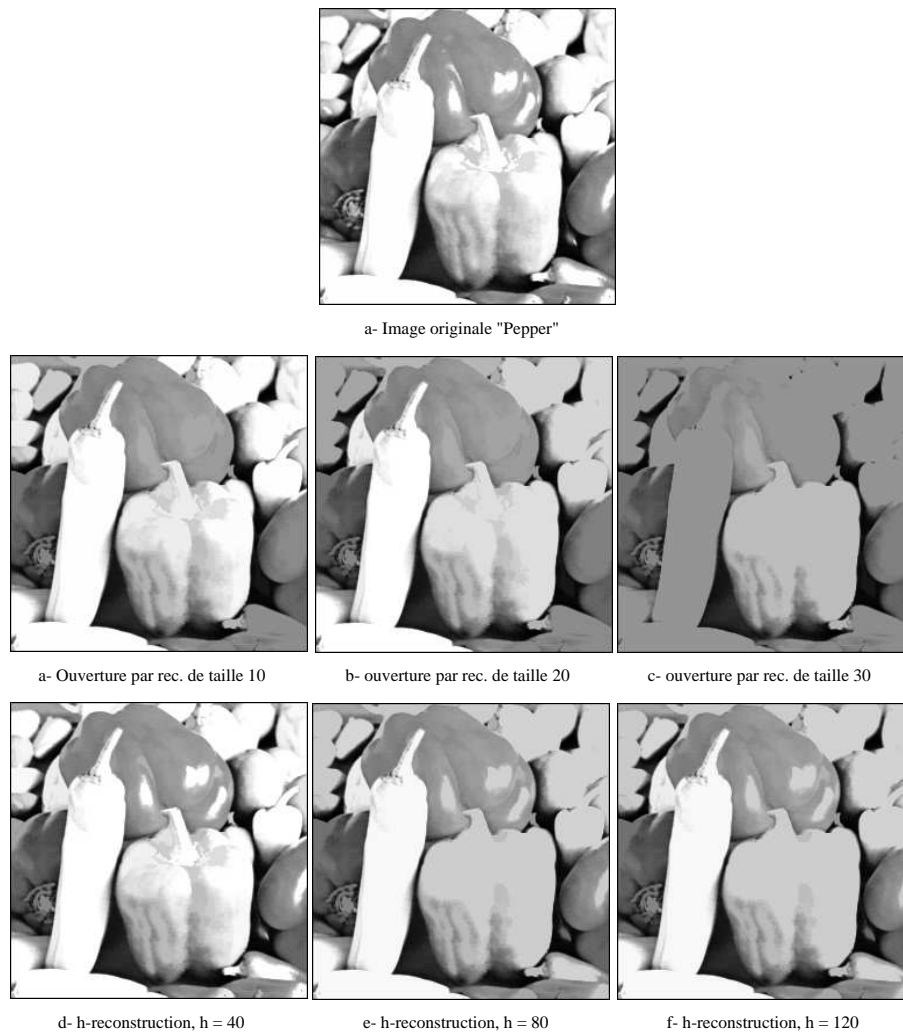 a- Image originale "Pepper"
a- Ouverture par rec. de taille 10
b- ouverture par rec. de taille 20
c- ouverture par rec. de taille 30
d- h-reconstruction, h = 40
e- h-reconstruction, h = 80
f- h-reconstruction, h = 120